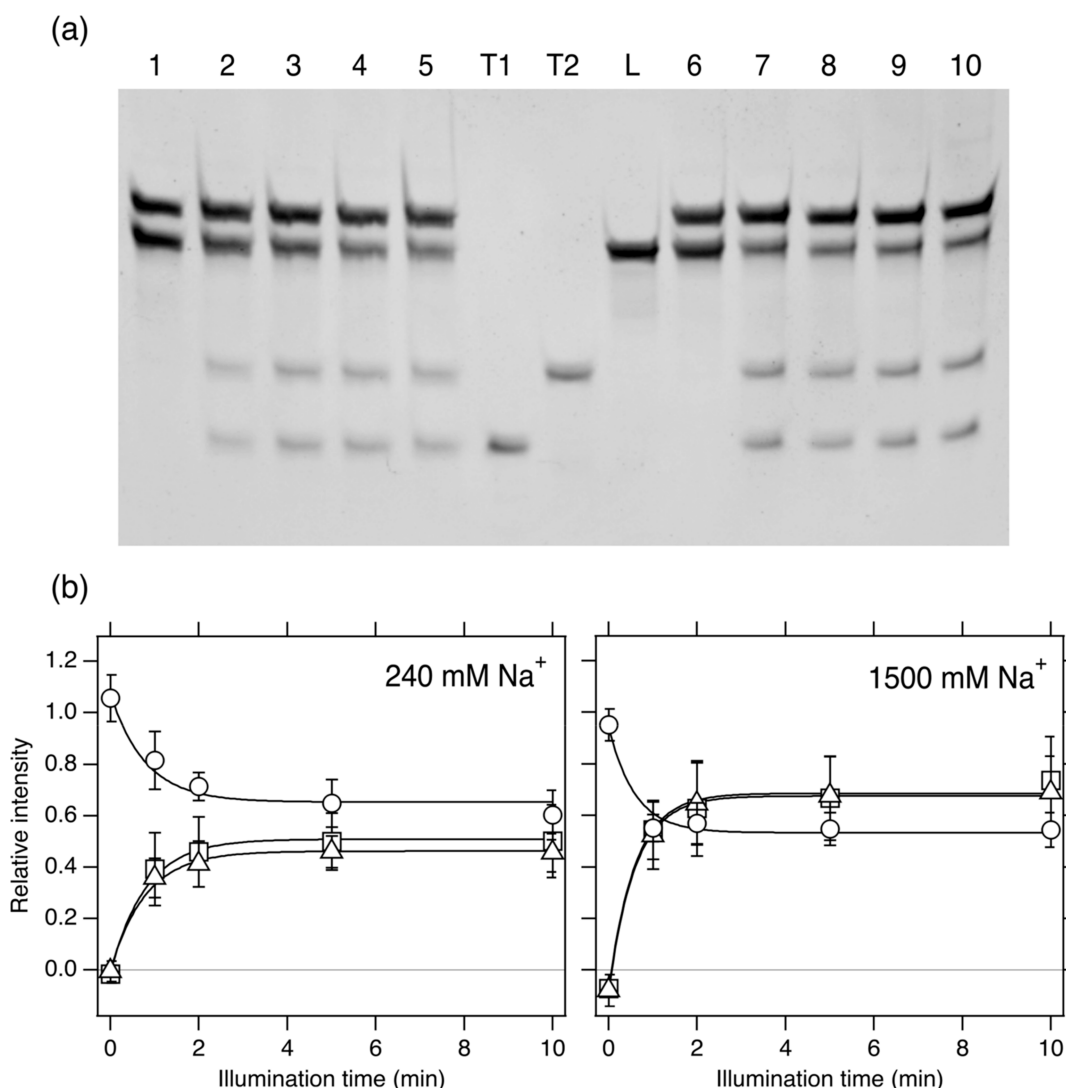 (a)
1 2 3 4 5 T1 T2 L 6 7 8 9 10
(b)
240 mM Na+
1500 mM Na+
1.2
1.0
0.8
0.6
0.4
0.2
0.0
Relative intensity
0 2 4 6 8 10
0 2 4 6 8 10
Illumination time (min)
Illumination time (min)